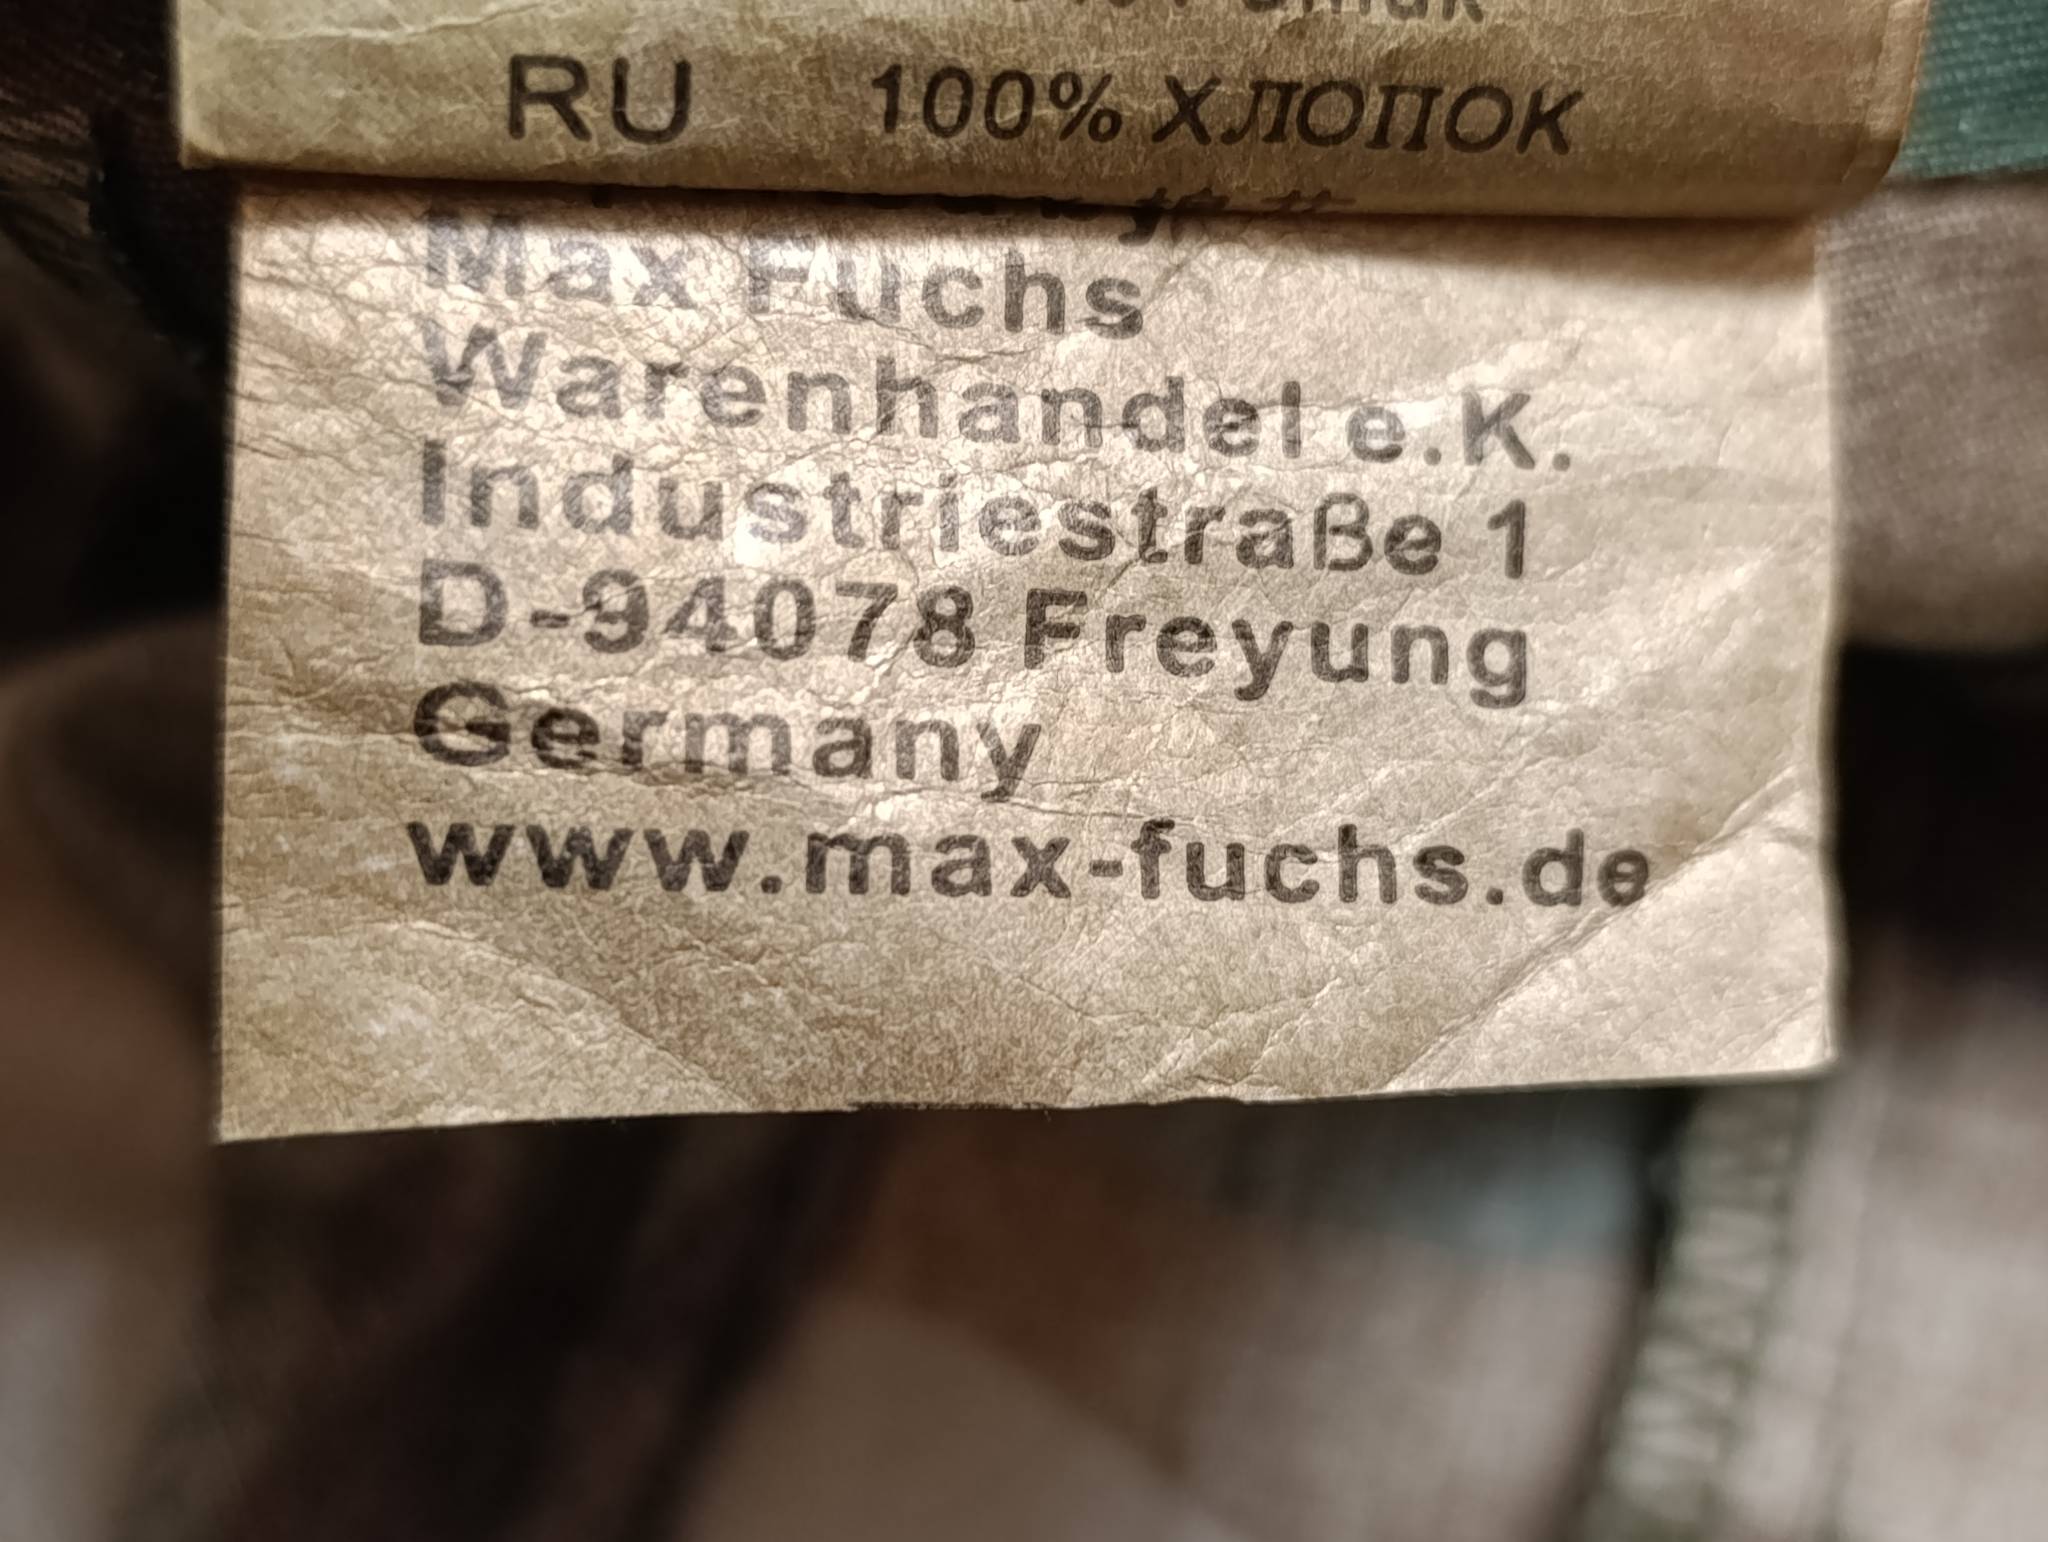 RU 100% ХЛОПОК
Max Fuchs
Warenhandel e.K.
Industriestraße 1
D-94078 Freyung
Germany
www.max-fuchs.de